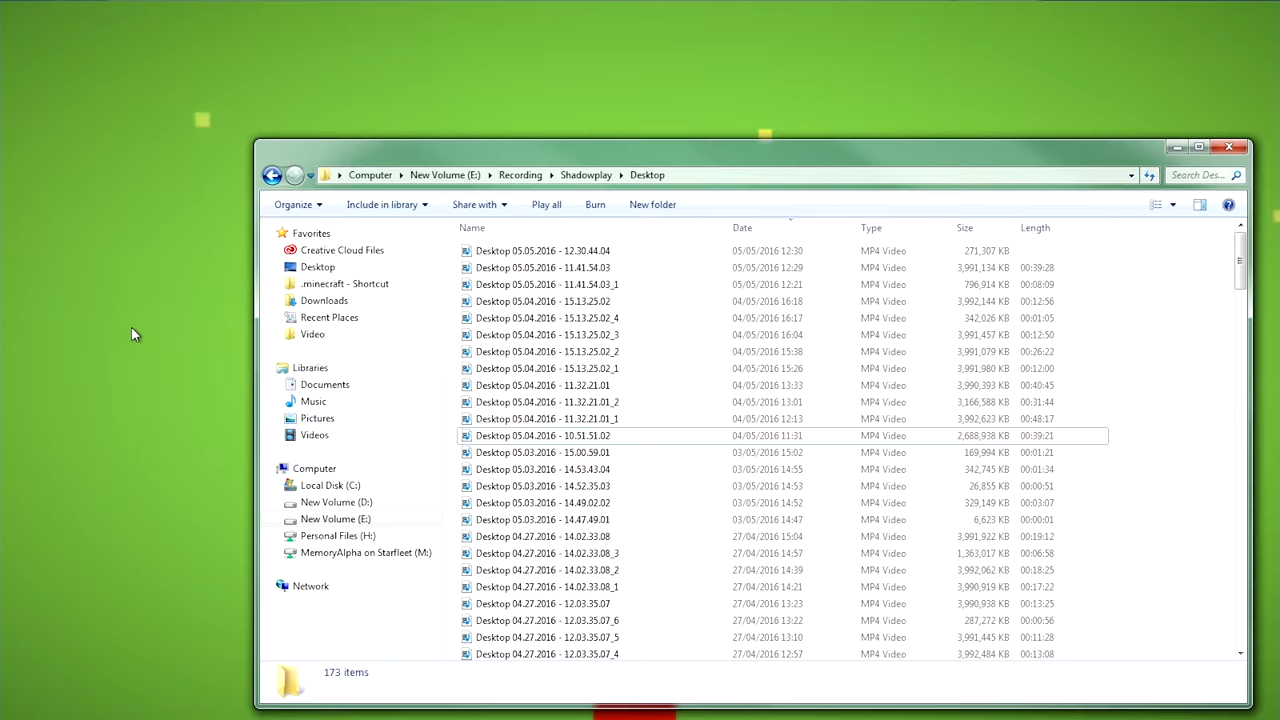 Computer New Volume (E:) Recording Shadowplay Desktop Search Des...
Organize Include in library Share with Play all Burn New folder
Name Date Type Size Length
Favorites
Creative Cloud Files
Desktop
.minecraft - Shortcut
Downloads
Recent Places
Video
Libraries
Documents
Music
Pictures
Videos
Computer
Local Disk (C:)
New Volume (D:)
New Volume (E:)
Personal Files (H:)
MemoryAlpha on Starfleet (M:)
Network
Desktop 05.05.2016 - 12.30.44.04 05/05/2016 12:30 MP4 Video 271,307 KB
Desktop 05.05.2016 - 11.41.54.03 05/05/2016 12:29 MP4 Video 3,991,134 KB 00:39:28
Desktop 05.05.2016 - 11.41.54.03_1 05/05/2016 12:21 MP4 Video 796,914 KB 00:08:09
Desktop 05.04.2016 - 15.13.25.02 04/05/2016 16:18 MP4 Video 3,992,144 KB 00:12:56
Desktop 05.04.2016 - 15.13.25.02_4 04/05/2016 16:17 MP4 Video 342,026 KB 00:01:05
Desktop 05.04.2016 - 15.13.25.02_3 04/05/2016 16:04 MP4 Video 3,991,457 KB 00:12:50
Desktop 05.04.2016 - 15.13.25.02_2 04/05/2016 15:38 MP4 Video 3,991,079 KB 00:26:22
Desktop 05.04.2016 - 15.13.25.02_1 04/05/2016 15:26 MP4 Video 3,991,980 KB 00:12:00
Desktop 05.04.2016 - 11.32.21.01 04/05/2016 13:33 MP4 Video 3,990,393 KB 00:40:45
Desktop 05.04.2016 - 11.32.21.01_2 04/05/2016 13:01 MP4 Video 3,166,588 KB 00:31:44
Desktop 05.04.2016 - 11.32.21.01_1 04/05/2016 12:13 MP4 Video 3,992,623 KB 00:48:17
Desktop 05.04.2016 - 10.51.51.02 04/05/2016 11:31 MP4 Video 2,688,938 KB 00:39:21
Desktop 05.03.2016 - 15.00.59.01 03/05/2016 15:02 MP4 Video 169,994 KB 00:01:21
Desktop 05.03.2016 - 14.53.43.04 03/05/2016 14:55 MP4 Video 342,745 KB 00:01:34
Desktop 05.03.2016 - 14.52.35.03 03/05/2016 14:53 MP4 Video 26,855 KB 00:00:51
Desktop 05.03.2016 - 14.49.02.02 03/05/2016 14:52 MP4 Video 329,149 KB 00:03:07
Desktop 05.03.2016 - 14.47.49.01 03/05/2016 14:47 MP4 Video 6,623 KB 00:00:01
Desktop 04.27.2016 - 14.02.33.08 27/04/2016 15:04 MP4 Video 3,991,922 KB 00:19:12
Desktop 04.27.2016 - 14.02.33.08_3 27/04/2016 14:57 MP4 Video 1,363,017 KB 00:06:58
Desktop 04.27.2016 - 14.02.33.08_2 27/04/2016 14:39 MP4 Video 3,992,062 KB 00:18:25
Desktop 04.27.2016 - 14.02.33.08_1 27/04/2016 14:21 MP4 Video 3,990,919 KB 00:17:22
Desktop 04.27.2016 - 12.03.35.07 27/04/2016 13:23 MP4 Video 3,990,938 KB 00:13:25
Desktop 04.27.2016 - 12.03.35.07_6 27/04/2016 13:22 MP4 Video 287,272 KB 00:00:56
Desktop 04.27.2016 - 12.03.35.07_5 27/04/2016 13:10 MP4 Video 3,991,445 KB 00:11:28
Desktop 04.27.2016 - 12.03.35.07_4 27/04/2016 12:57 MP4 Video 3,992,484 KB 00:13:08
173 items